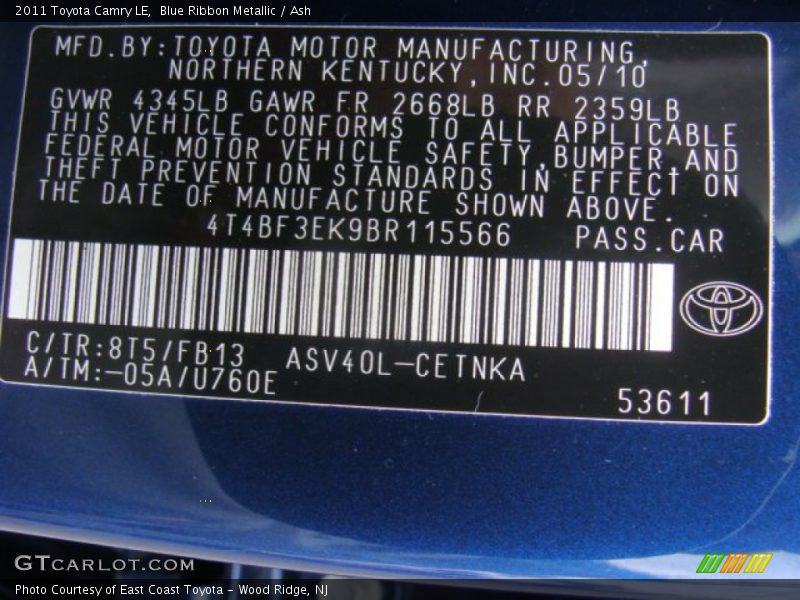 2011 Toyota Camry LE, Blue Ribbon Metallic / Ash
MFD. BY: TOYOTA MOTOR MANUFACTURING,
NORTHERN KENTUCKY, INC. 05/10
GVWR 4345LB GAWR FR 2668LB RR 2359LB
THIS VEHICLE CONFORMS TO ALL APPLICABLE
FEDERAL MOTOR VEHICLE SAFETY, BUMPER, AND
THEFT PREVENTION STANDARDS IN EFFECT ON
THE DATE OF MANUFACTURE SHOWN ABOVE.
4T4BF3EK9BR115566 PASS. CAR
C/TR:8T5/FB13 ASV40L-CETNKA
A/TM:-05A/U760E
53611
GTCARLOT.COM
Photo Courtesy of East Coast Toyota - Wood Ridge, NJ